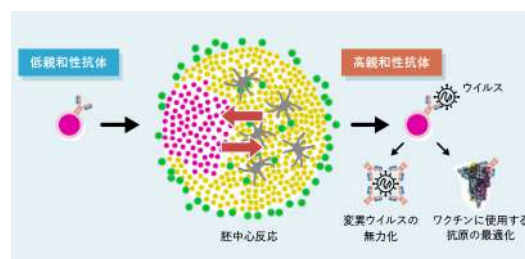 低親和性抗体
高親和性抗体
ウイルス
胚中心反応
変異ウイルスの
無力化
ワクチンに使用する
抗原の最適化